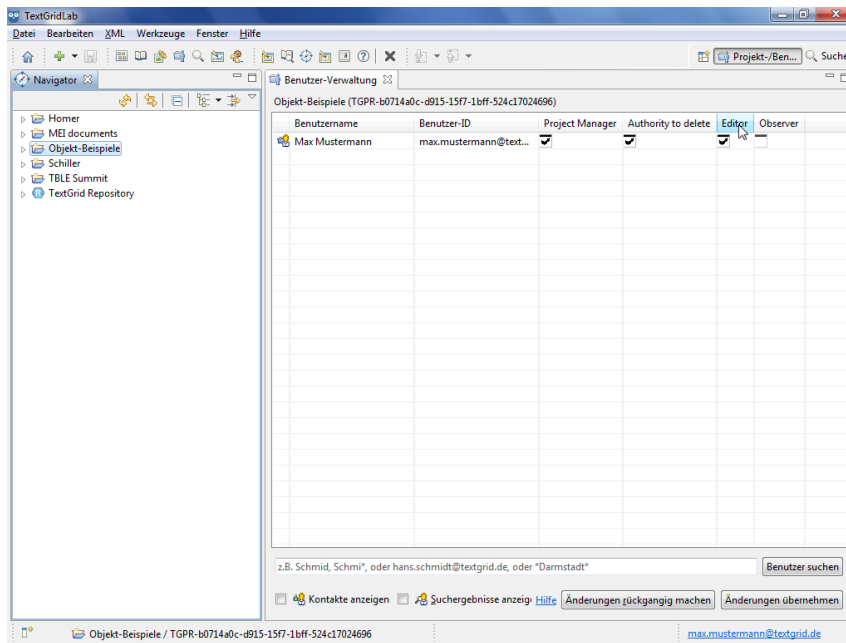 TextGridLab
Datei Bearbeiten XML Werkzeuge Fenster Hilfe
Projekt-/Ben... Suche
Navigator
Homer
MEI documents
Objekt-Beispiele
Schiller
TBLE Summit
TextGrid Repository
Benutzer-Verwaltung
Objekt-Beispiele (TGPR-b0714a0c-d915-15f7-1bff-524c17024696)
Benutzername Benutzer-ID Project Manager Authority to delete Editor Observer
Max Mustermann max.mustermann@text...
z.B. Schmid, Schmi*, oder hans.schmidt@textgrid.de, oder *Darmstadt*
Benutzer suchen
Kontakte anzeigen Suchergebnisse anzeig Hilfe Änderungen rückgangig machen Änderungen übernehmen
Objekt-Beispiele / TGPR-b0714a0c-d915-15f7-1bff-524c17024696 max.mustermann@textgrid.de